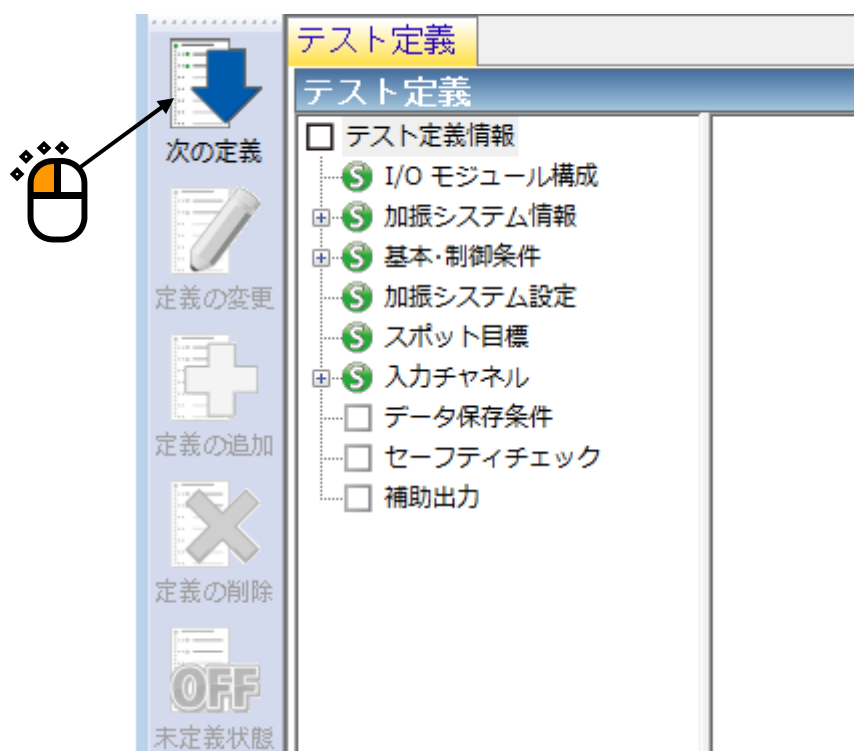 テスト定義
テスト定義
次の定義
定義の変更
定義の追加
定義の削除
OFF
未定義状態
テスト定義情報
S I/O モジュール構成
S 加振システム情報
S 基本・制御条件
S 加振システム設定
S スポット目標
S 入力チャネル
データ保存条件
セーフティチェック
補助出力